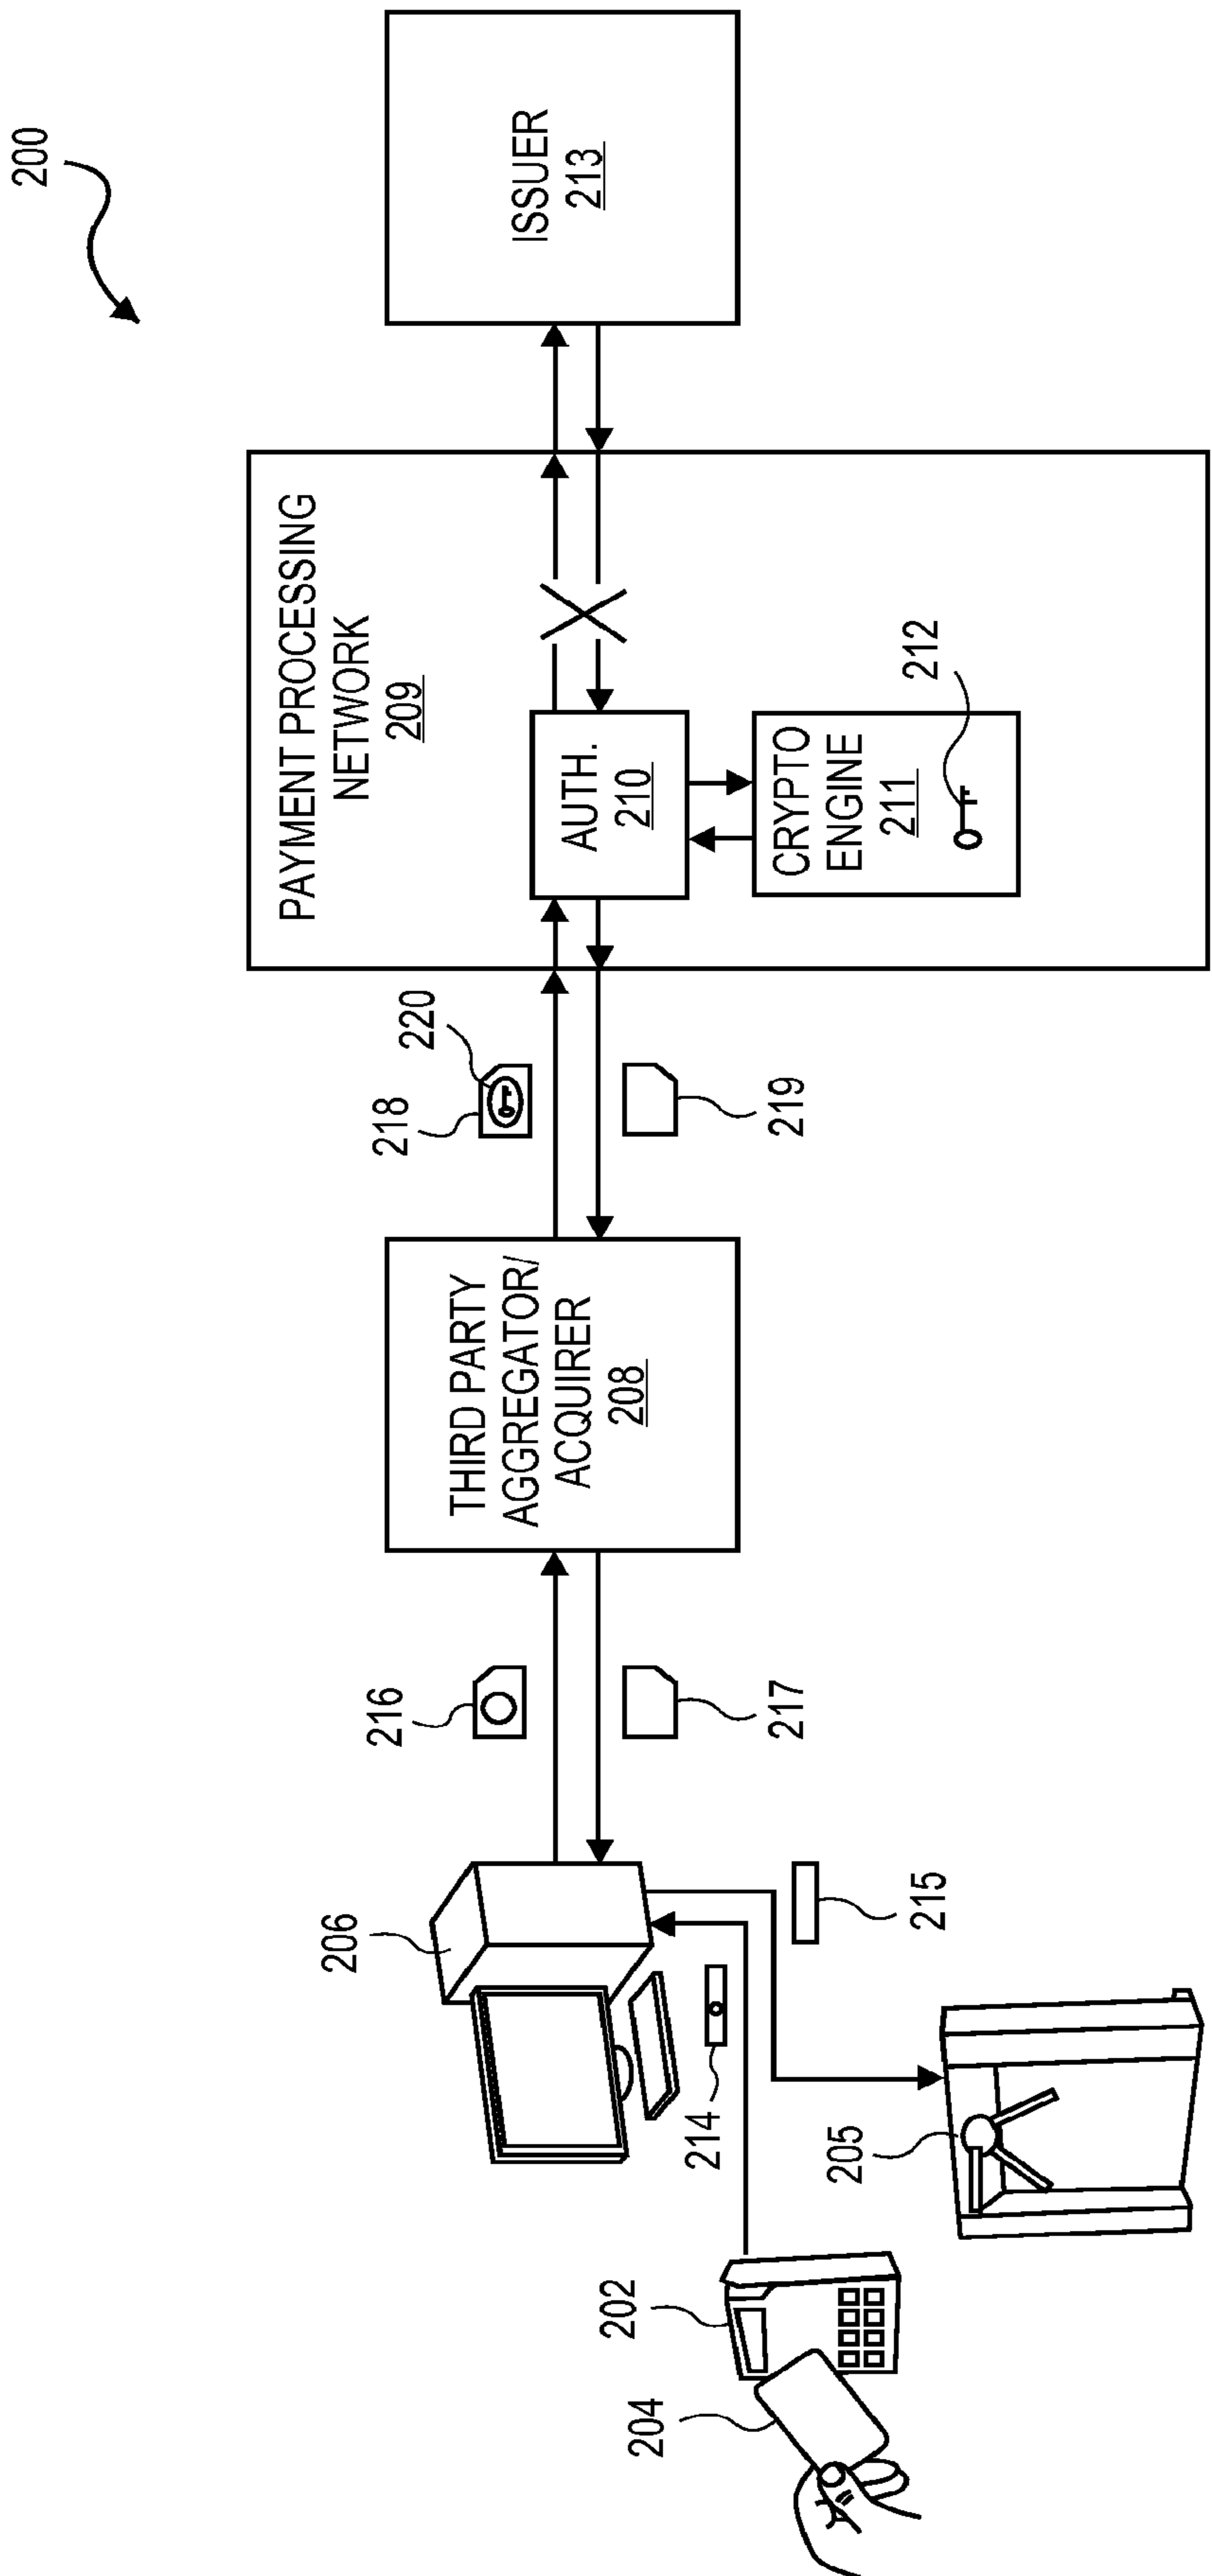 200
204
202
205
206
214
215
216
217
THIRD PARTY
AGGREGATOR/
ACQUIRER
208
218
220
219
PAYMENT PROCESSING
NETWORK
209
AUTH.
210
CRYPTO
ENGINE
211
212
ISSUER
213